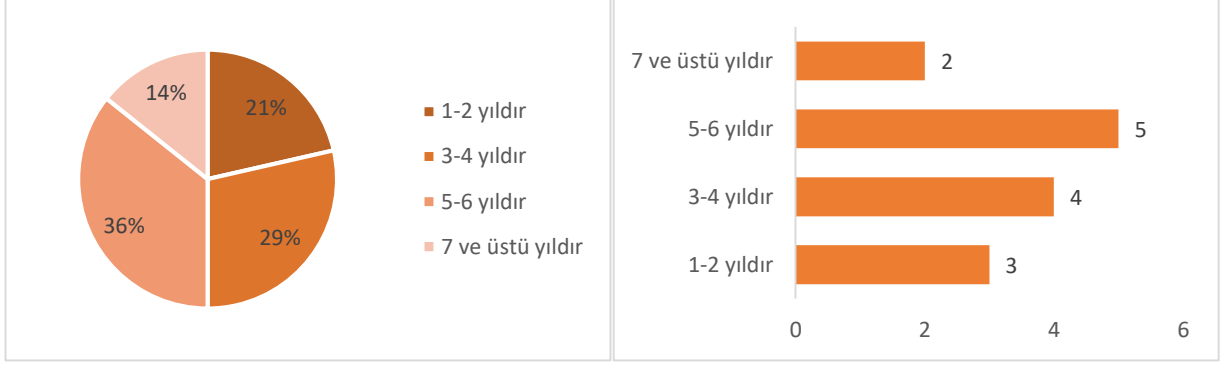 14%
21%
36%
29%
1-2 yıldır
3-4 yıldır
5-6 yıldır
7 ve üstü yıldır
7 ve üstü yıldır 2
5-6 yıldır 5
3-4 yıldır 4
1-2 yıldır 3
0 2 4 6